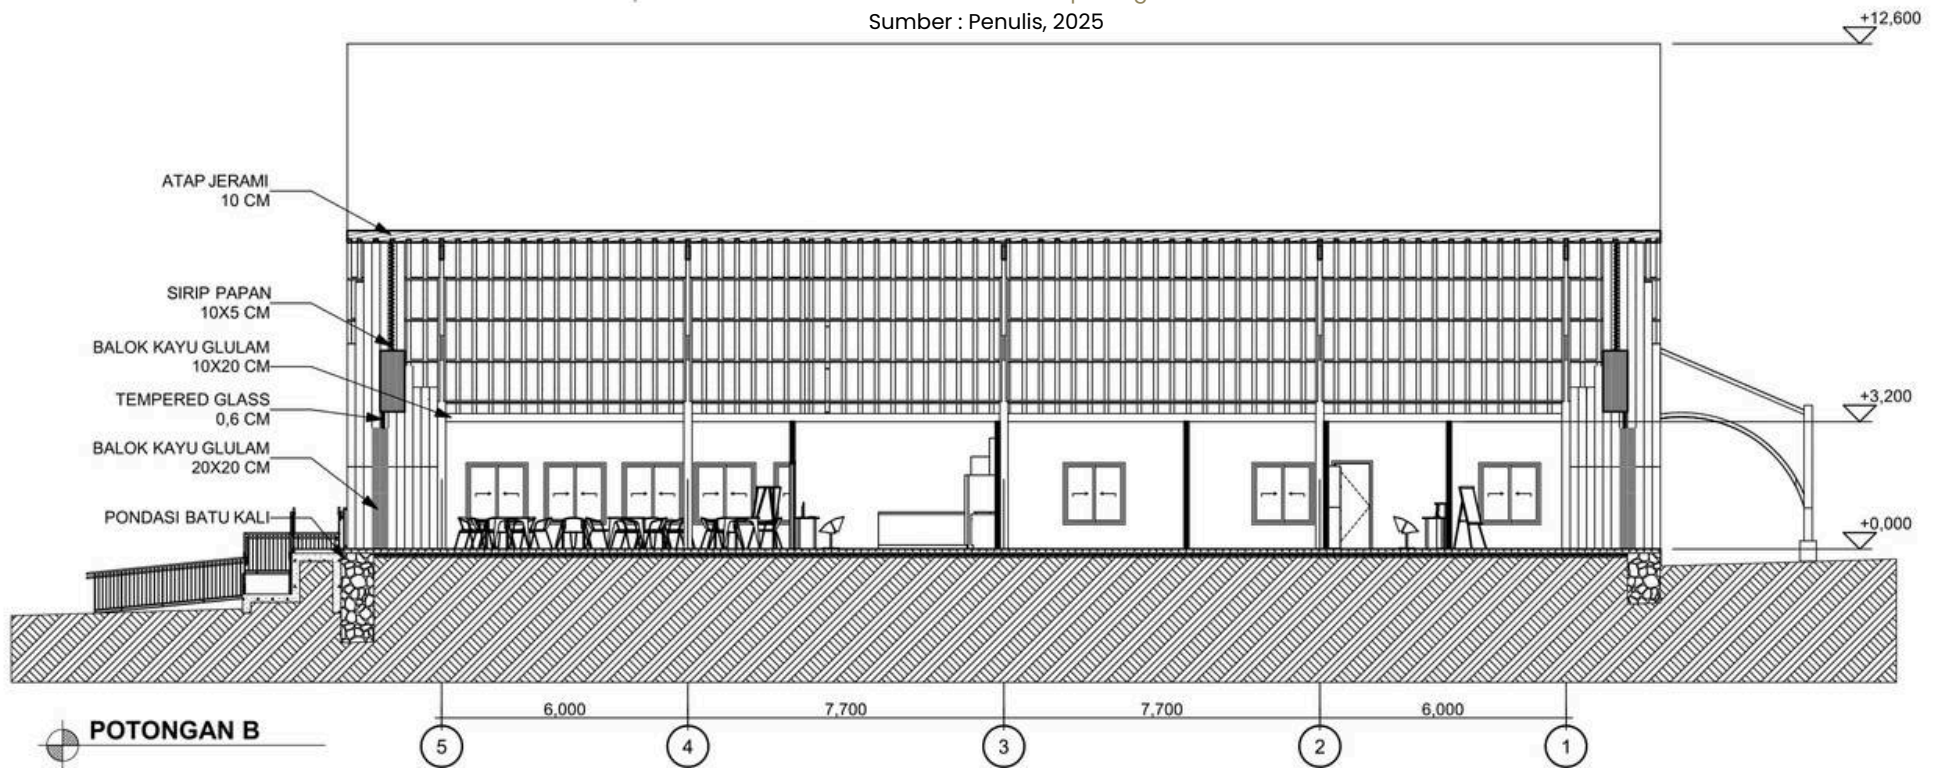 Sumber : Penulis, 2025
+12,600
ATAP JERAMI
10 CM
SIRIP PAPAN
10X5 CM
BALOK KAYU GLULAM
10X20 CM
TEMPERED GLASS
0,6 CM
+3,200
BALOK KAYU GLULAM
20X20 CM
PONDASI BATU KALI
+0,000
6,000
7,700
7,700
6,000
POTONGAN B
5
4
3
2
1